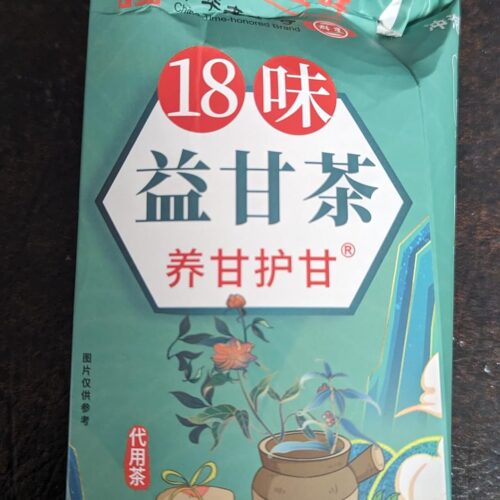 China Time-honored Brand
18味
益甘茶
养甘护甘®
图片仅供参考
代用茶